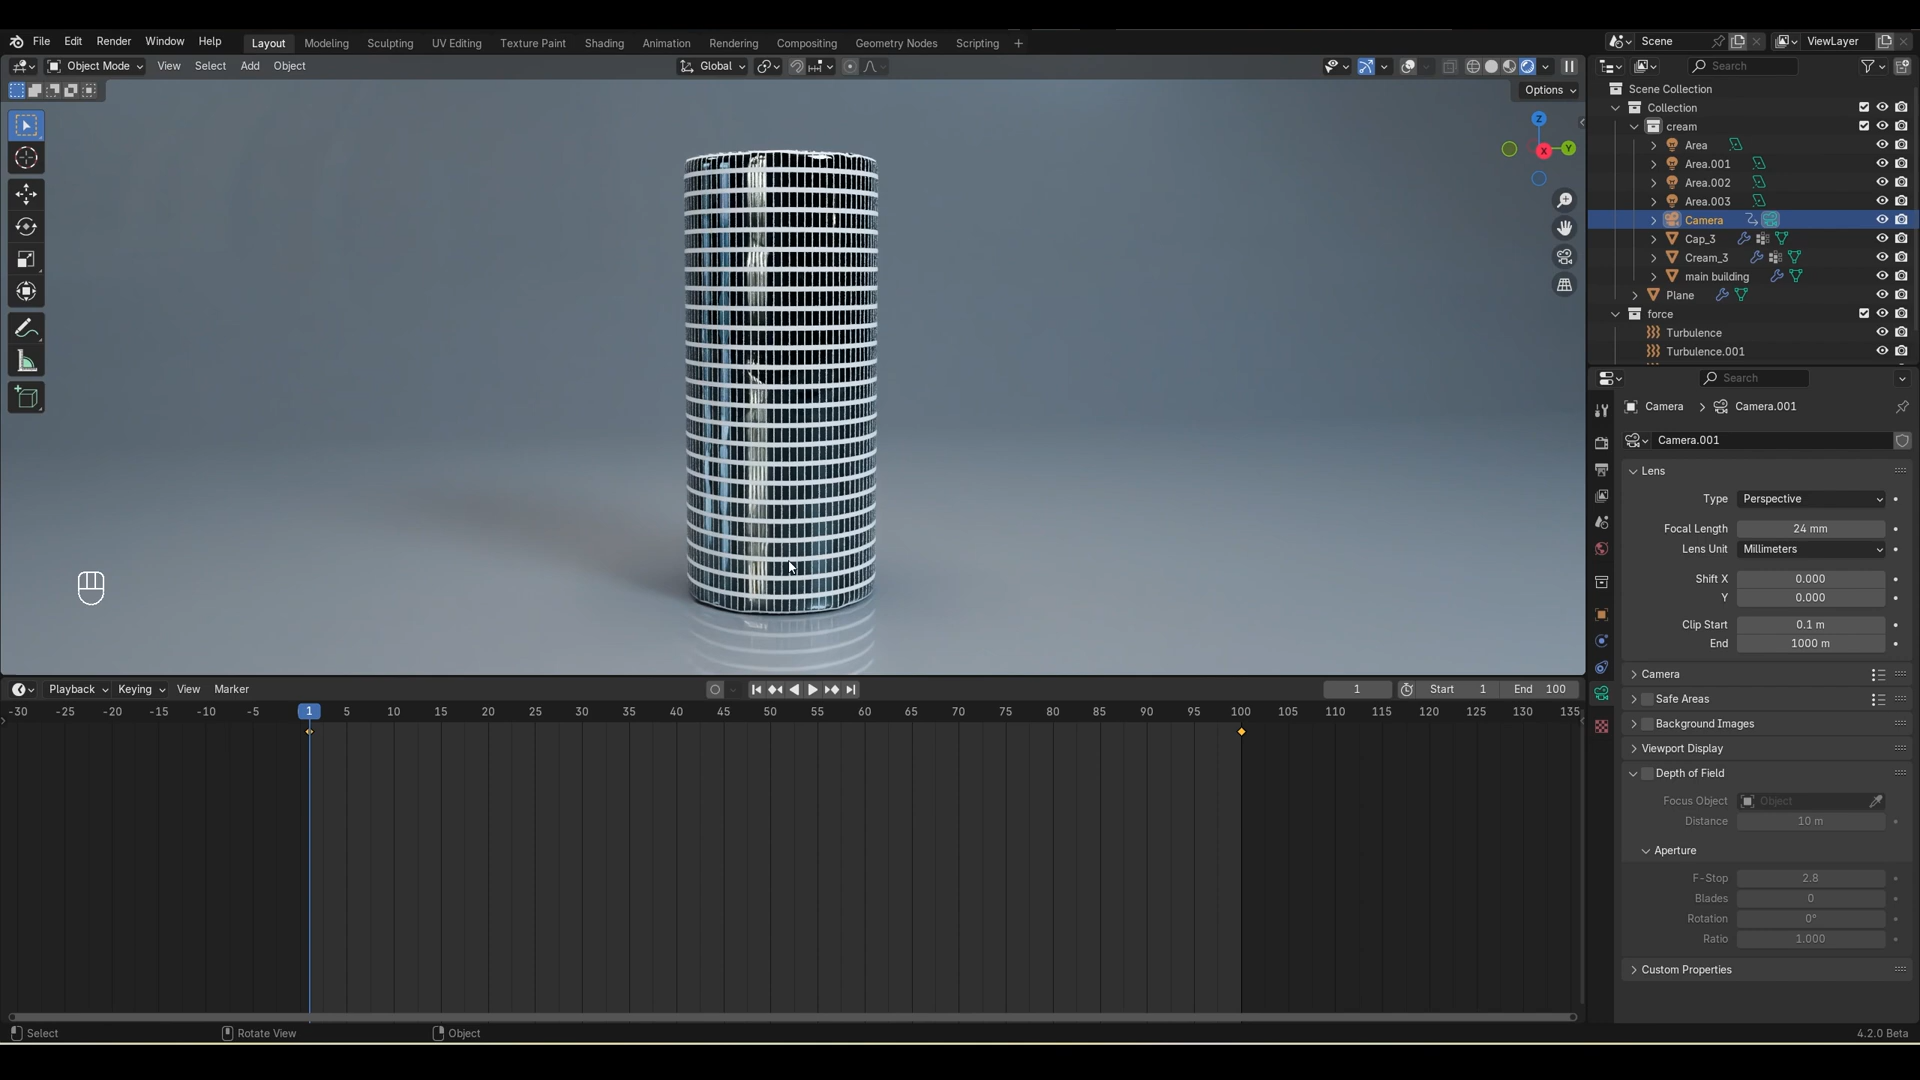 File Edit Render Window Help Layout Modeling Sculpting UV Editing Texture Paint Shading Animation Rendering Compositing Geometry Nodes Scripting + Scene ViewLayer
Object Mode View Select Add Object Global Search
Options
Z
X
Y
Scene Collection
Collection
cream
Area
Area.001
Area.002
Area.003
Camera
Cap_3
Cream_3
main building
Plane
force
Turbulence
Turbulence.001
Search
Camera Camera.001
Camera.001
Lens
Type Perspective
Focal Length 24 mm
Lens Unit Millimeters
Shift X 0.000
Y 0.000
Clip Start 0.1 m
End 1000 m
Camera
Safe Areas
Background Images
Viewport Display
Depth of Field
Focus Object Object
Distance 10 m
Aperture
F-Stop 2.8
Blades 0
Rotation 0°
Ratio 1.000
Custom Properties
Playback Keying View Marker 1 Start 1 End 100
-30 -25 -20 -15 -10 -5 1 5 10 15 20 25 30 35 40 45 50 55 60 65 70 75 80 85 90 95 100 105 110 115 120 125 130 135
Select Rotate View Object 4.2.0 Beta